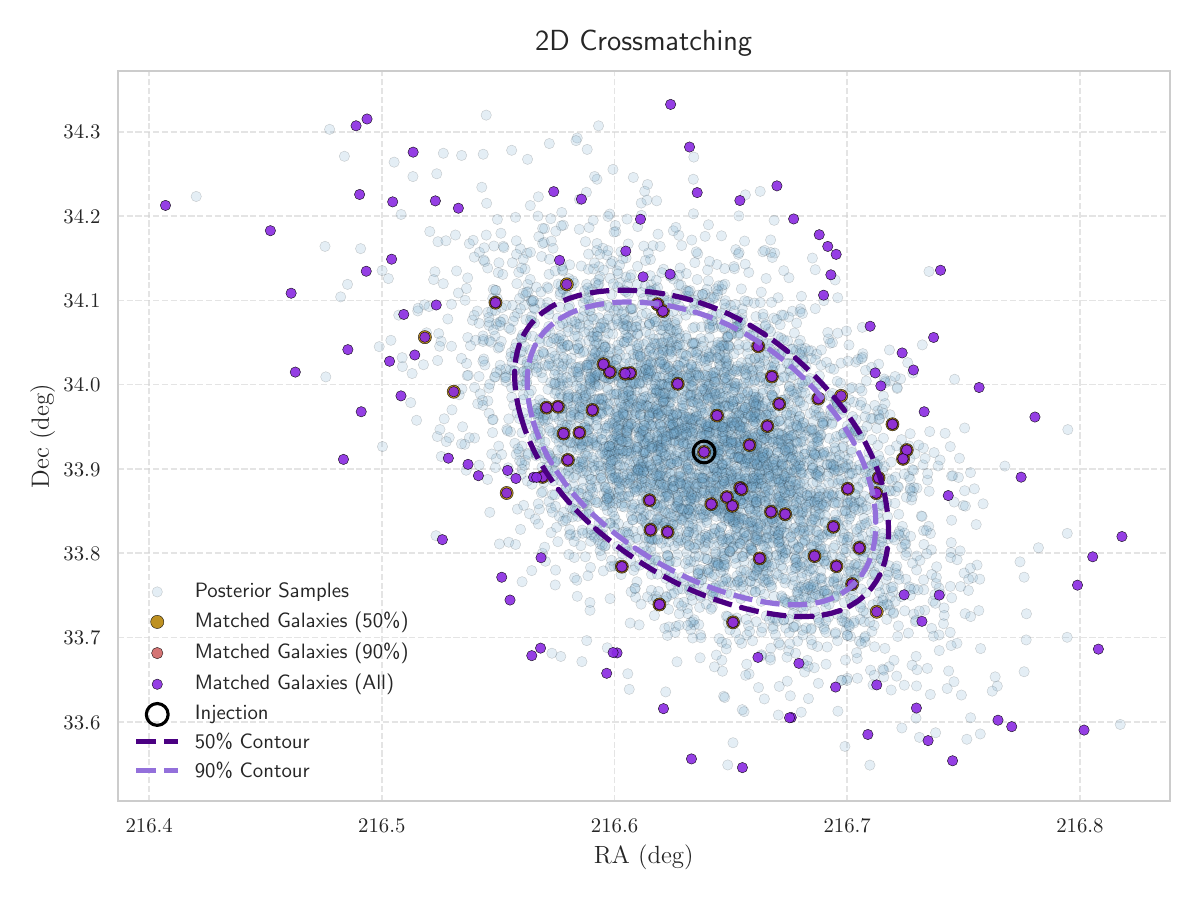 2D Crossmatching
34.3
34.2
34.1
34.0
33.9
33.8
33.7
33.6
Dec (deg)
Posterior Samples
Matched Galaxies (50%)
Matched Galaxies (90%)
Matched Galaxies (All)
Injection
50% Contour
90% Contour
216.4 216.5 216.6 216.7 216.8
RA (deg)